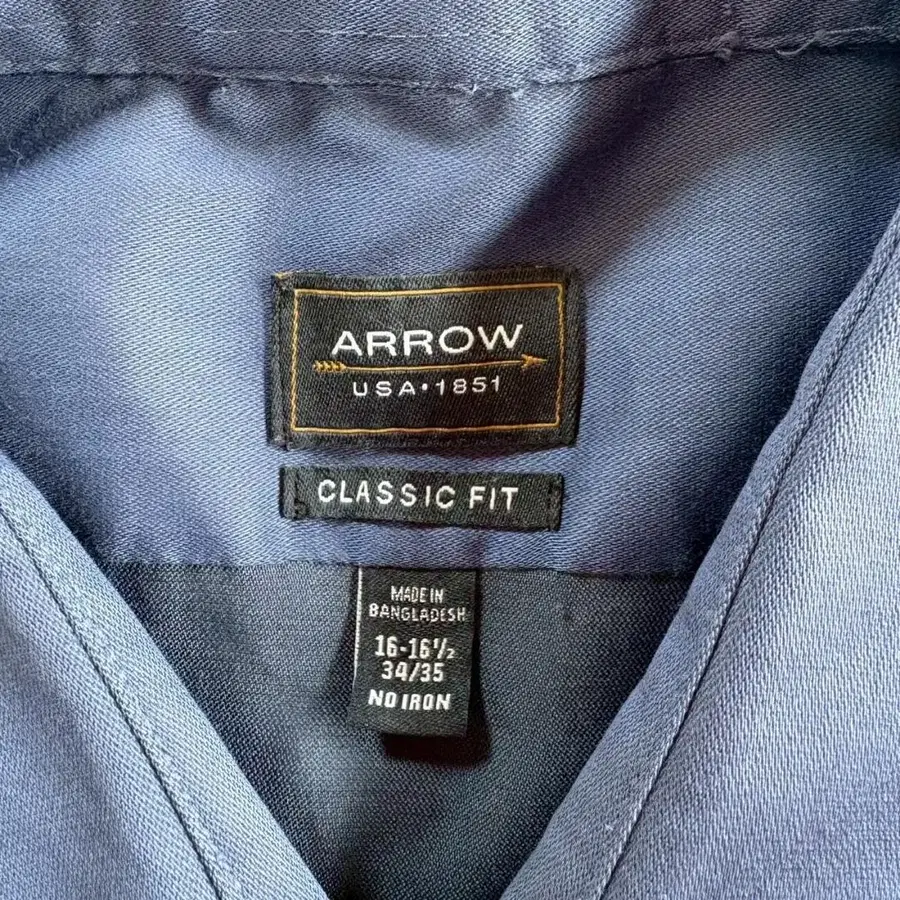 ARROW
USA•1851
CLASSIC FIT
MADE IN
BANGLADESH
16-16½
34/35
NO IRON